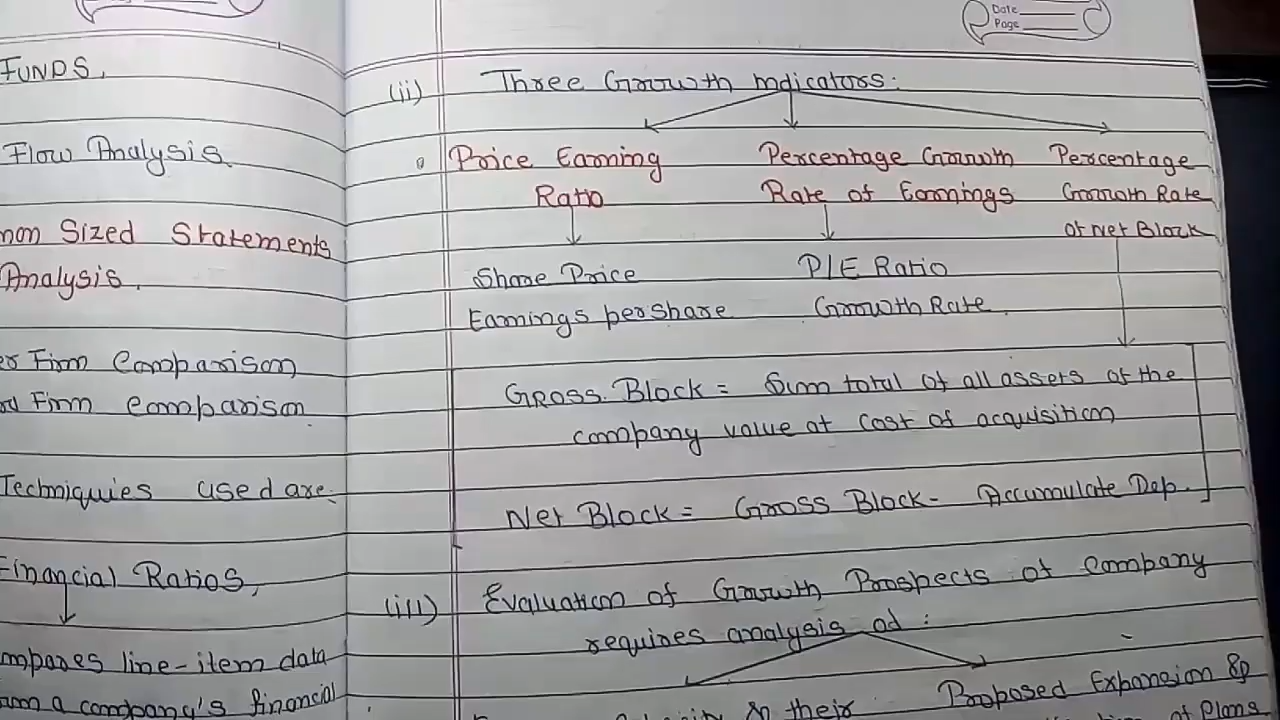 FUNDS,
Flow Analysis.
Sized Statements
Analysis.
Firm Comparison
Firm Comparison
Techniquies used are
Financial Ratios,
line-item data
a company's financial
Date
Page
(ii) Three Growth indicators:
Price Earning
Ratio
Percentage Growth
Rate of Earnings
Percentage
Growth Rate
of Net Block
Share Price
Earnings per share
P/E Ratio
Growth Rate
Gross Block = Sum total of all assets of the
company value at cost of acquisition
Net Block = Gross Block - Accumulate Dep.
(iii) Evaluation of Growth Prospects of Company
requires analysis of :
& their
Proposed Expansion &
of Plans